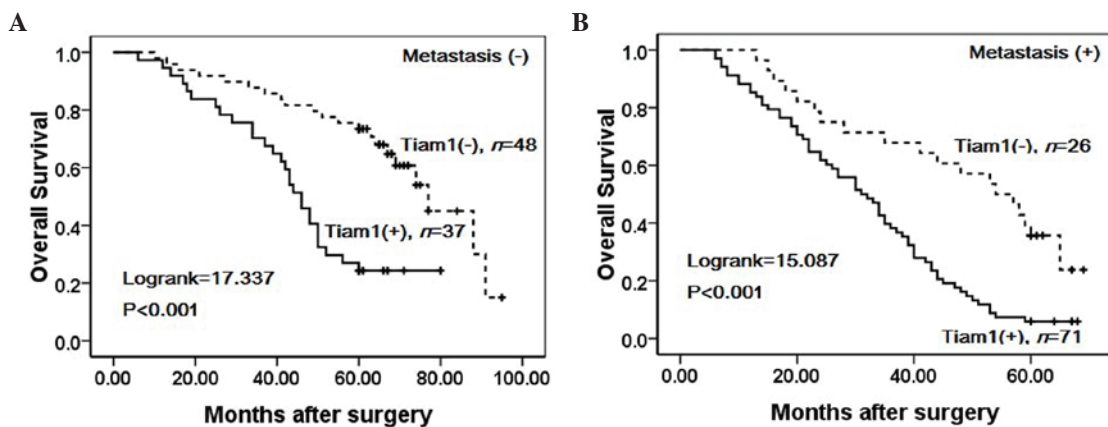 A
Metastasis (-)
Overall Survival
1.0
0.8
0.6
0.4
0.2
0.0
Tiam1(-), n=48
Tiam1(+), n=37
Logrank=17.337
P<0.001
0.00 20.00 40.00 60.00 80.00 100.00
Months after surgery
B
Metastasis (+)
Overall Survival
1.0
0.8
0.6
0.4
0.2
0.0
Tiam1(-), n=26
Logrank=15.087
P<0.001
Tiam1(+), n=71
0.00 20.00 40.00 60.00
Months after surgery